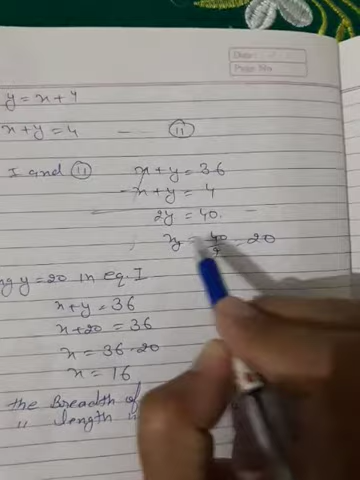 Date:
Page No.
y = x + 4
x + y = 4 — (II)
I and (II) x + y = 36
-x + y = 4
2y = 40
y = 40/2 20
ng y = 20 in eq. I
x + y = 36
x + 20 = 36
x = 36 - 20
x = 16
the Breadth of
" length "